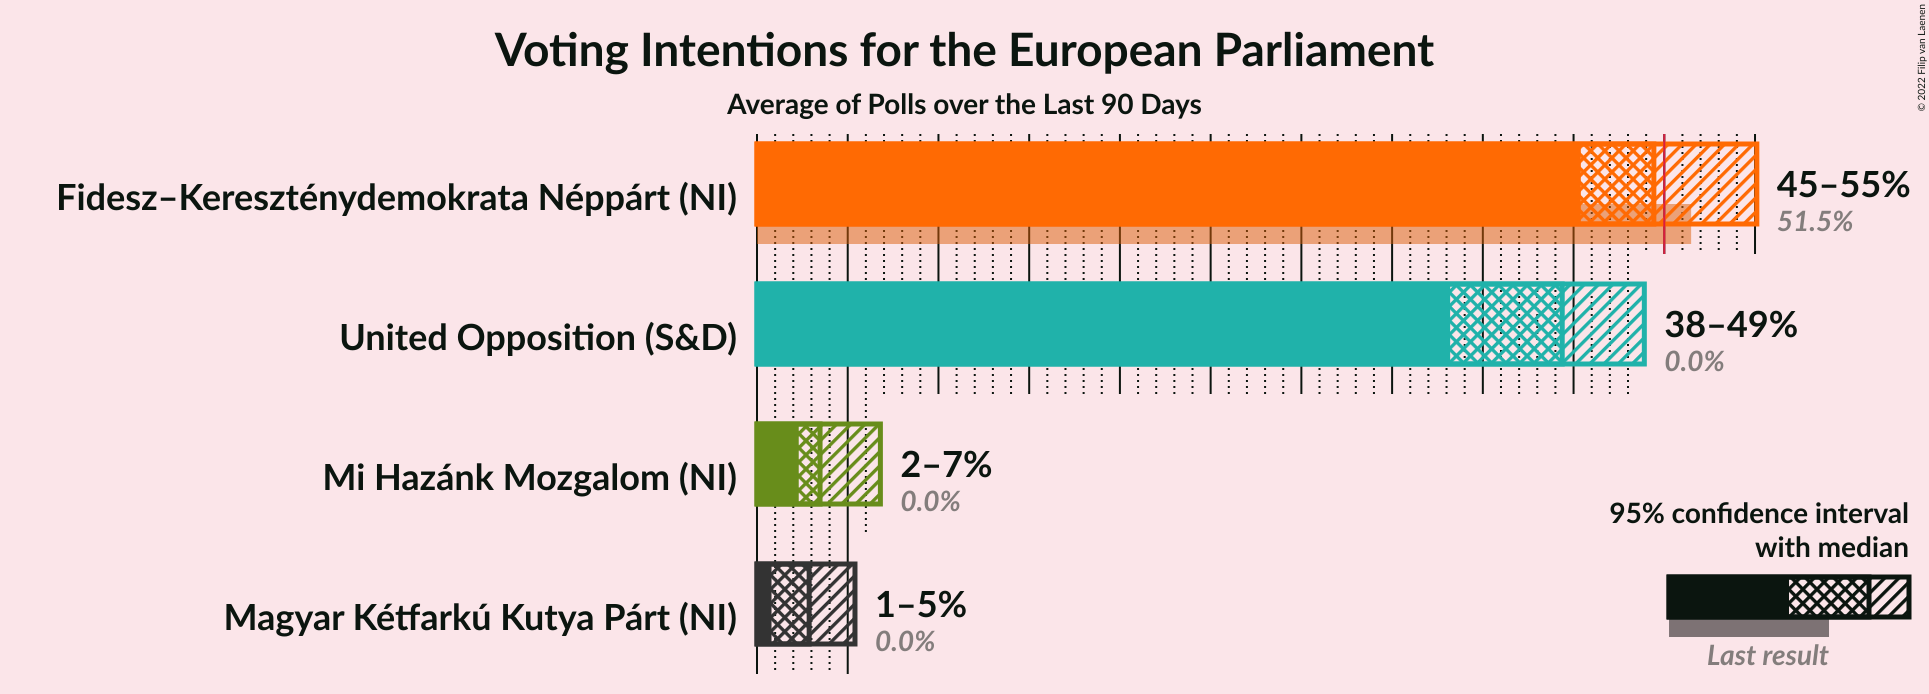 Voting Intentions for the European Parliament
Average of Polls over the Last 90 Days
© 2022 Filip van Laenen
Fidesz–Kereszténydemokrata Néppárt (NI)
45–55%
51.5%
United Opposition (S&D)
38–49%
0.0%
Mi Hazánk Mozgalom (NI)
2–7%
0.0%
Magyar Kétfarkú Kutya Párt (NI)
1–5%
0.0%
95% confidence interval
with median
Last result